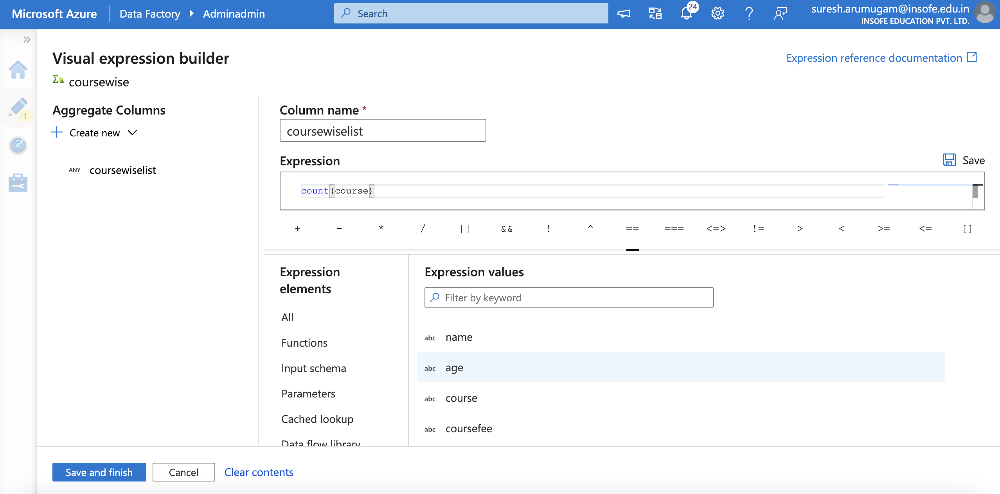 Microsoft Azure
Data Factory
Adminadmin
Search
24
suresh.arumugam@insofe.edu.in
INSOFE EDUCATION PVT. LTD.
Visual expression builder
Expression reference documentation
coursewise
1
Aggregate Columns
Create new
ANY coursewiselist
Column name *
coursewiselist
Expression
Save
count(course)
+ - * / || && ! ^ == === <=> != > < >= <= []
Expression
elements
All
Functions
Input schema
Parameters
Cached lookup
Data flow library
Expression values
Filter by keyword
abc name
abc age
abc course
abc coursefee
Save and finish
Cancel
Clear contents